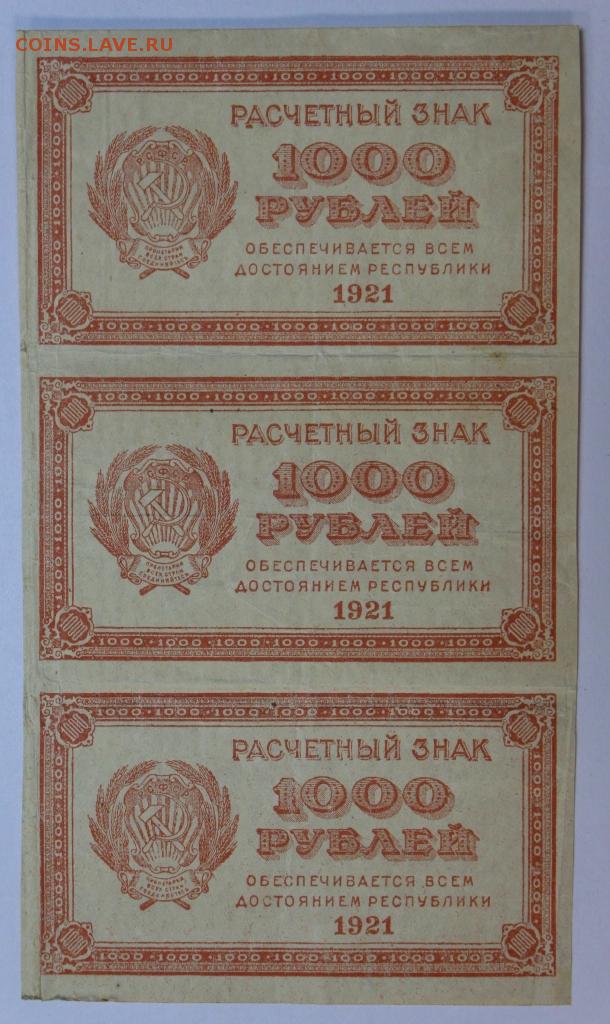 COINS.LAVE.RU
РАСЧЕТНЫЙ ЗНАК
1000
РУБЛЕЙ
ОБЕСПЕЧИВАЕТСЯ ВСЕМ
ДОСТОЯНИЕМ РЕСПУБЛИКИ
1921
РАСЧЕТНЫЙ ЗНАК
1000
РУБЛЕЙ
ОБЕСПЕЧИВАЕТСЯ ВСЕМ
ДОСТОЯНИЕМ РЕСПУБЛИКИ
1921
РАСЧЕТНЫЙ ЗНАК
1000
РУБЛЕЙ
ОБЕСПЕЧИВАЕТСЯ ВСЕМ
ДОСТОЯНИЕМ РЕСПУБЛИКИ
1921